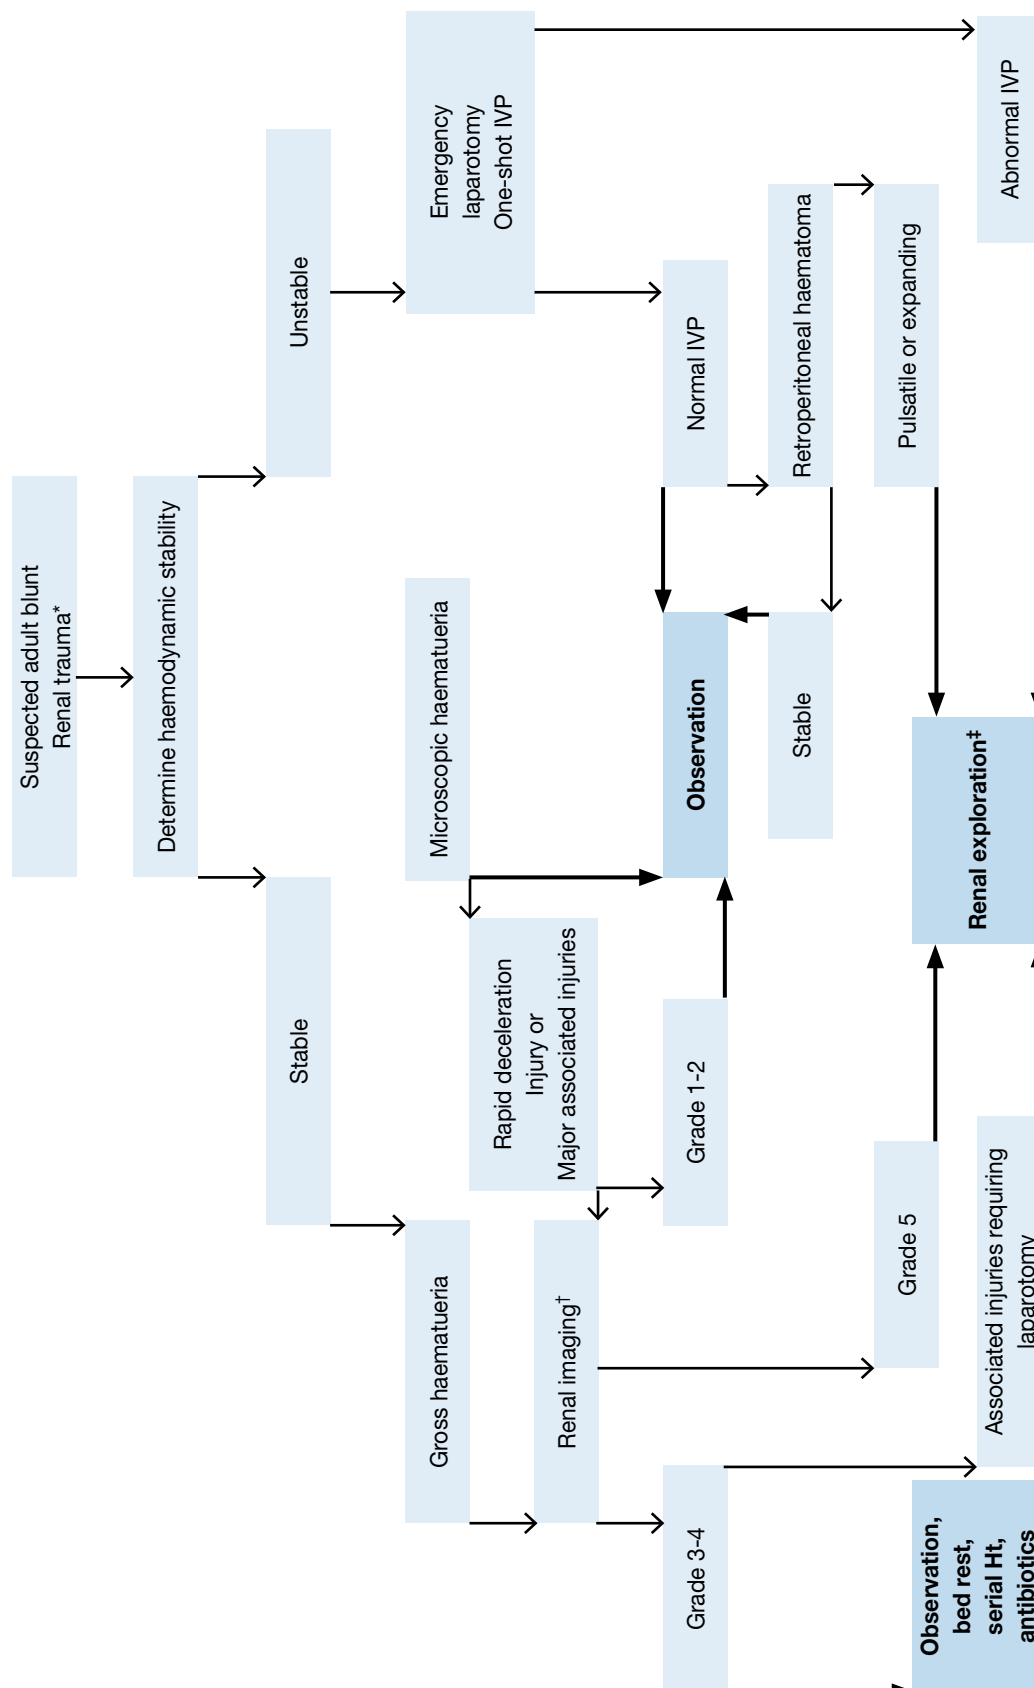 Suspected adult blunt
Renal trauma*
Determine haemodynamic stability
Stable
Unstable
Gross haematueria
Microscopic haematueria
Emergency
laparotomy
One-shot IVP
Rapid deceleration
Injury or
Major associated injuries
Renal imaging†
Grade 3-4
Grade 1-2
Observation
Normal IVP
Stable
Retroperitoneal haematoma
Grade 5
Pulsatile or expanding
Observation,
bed rest,
serial Ht,
antibiotics
Associated injuries requiring
laparotomy
Renal exploration‡
Abnormal IVP